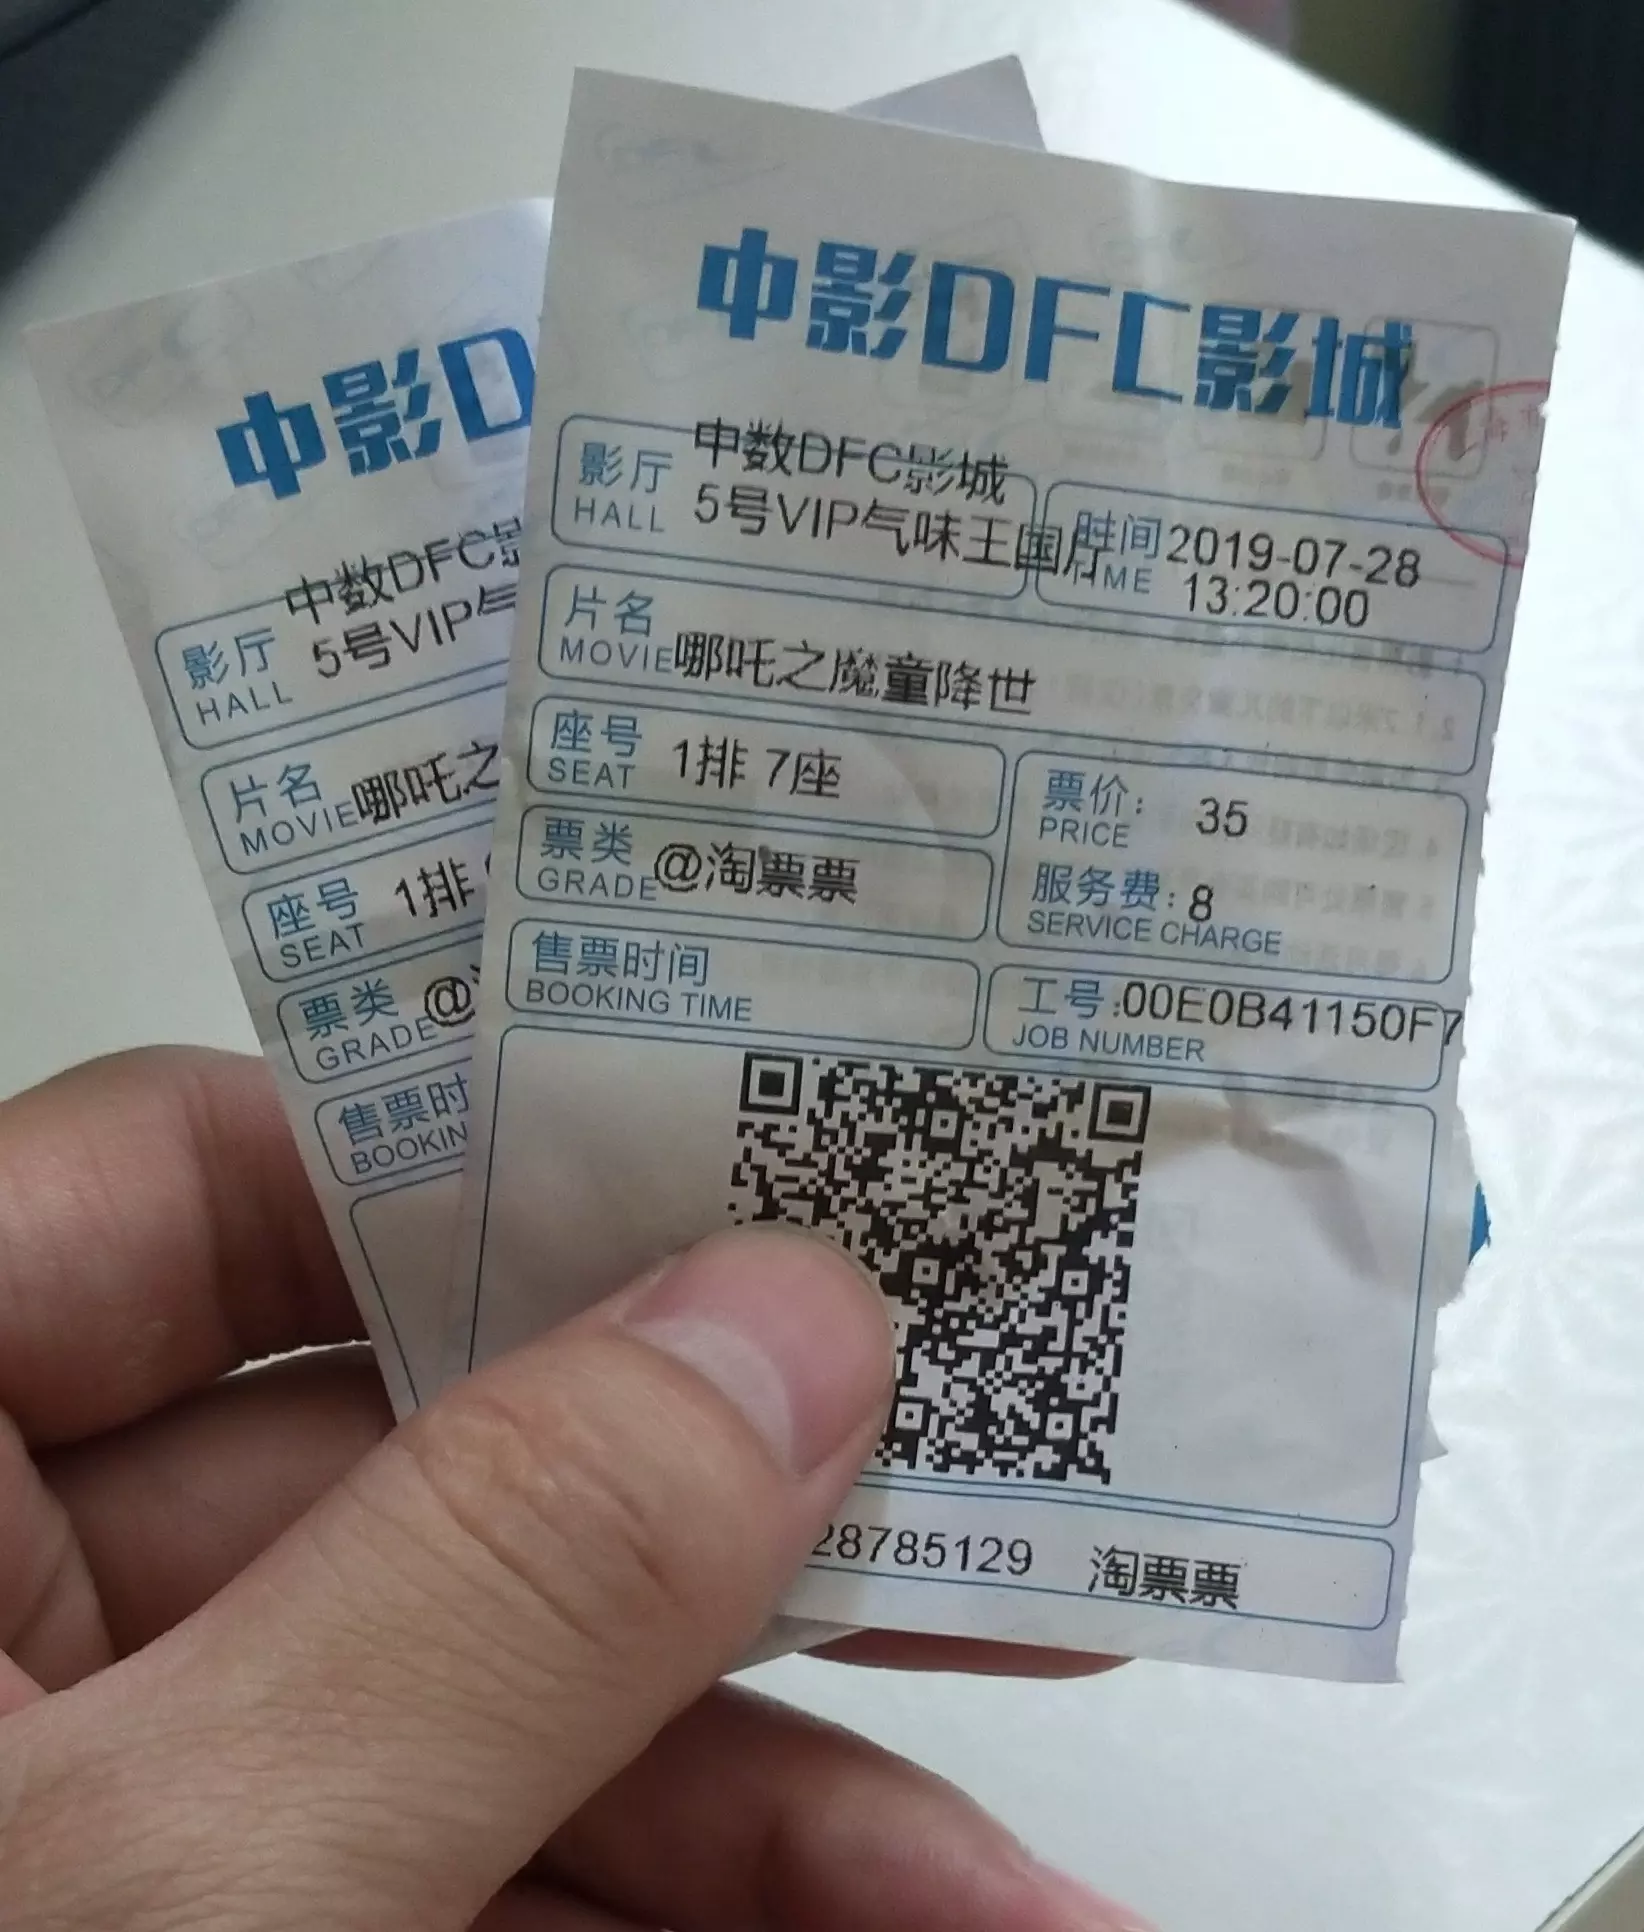 中影DFC影城
影厅 中数DFC影城
HALL 5号VIP气味王国厅
时间 2019-07-28
TIME 13:20:00
片名
MOVIE 哪吒之魔童降世
座号 1排 7座
SEAT
票价: 35
PRICE
票类 @淘票票
GRADE
服务费: 8
SERVICE CHARGE
售票时间
BOOKING TIME
工号:00E0B41150F7
JOB NUMBER
28785129 淘票票
中影D
影厅 中数DFC影
HALL 5号VIP气
片名
MOVIE 哪吒之
座号 1排
SEAT
票类 @
GRADE
售票时
BOOKIN